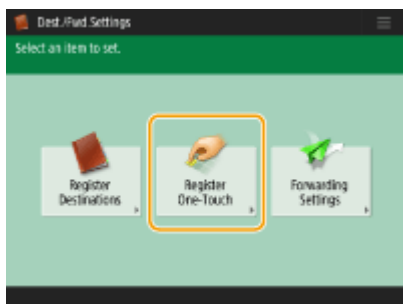 Dest./Fwd Settings
Select an item to set.
Register
Destinations
Register
One-Touch
Forwarding
Settings